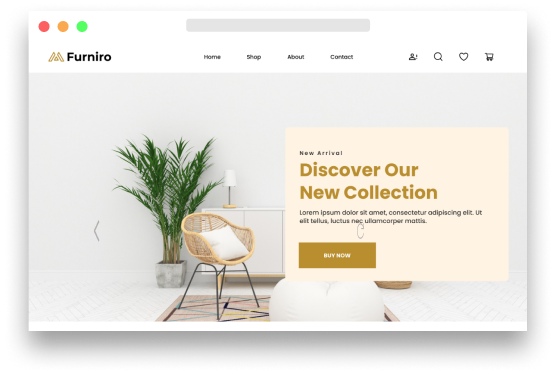 Furniro
Home
Shop
About
Contact
New Arrival
Discover Our
New Collection
Lorem ipsum dolor sit amet, consectetur adipiscing elit. Ut
elit tellus, luctus nec ullamcorper mattis.
BUY NOW